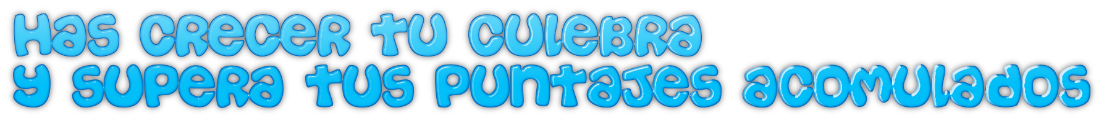 Has crecer tu culebra
y supera tus puntajes acomulados